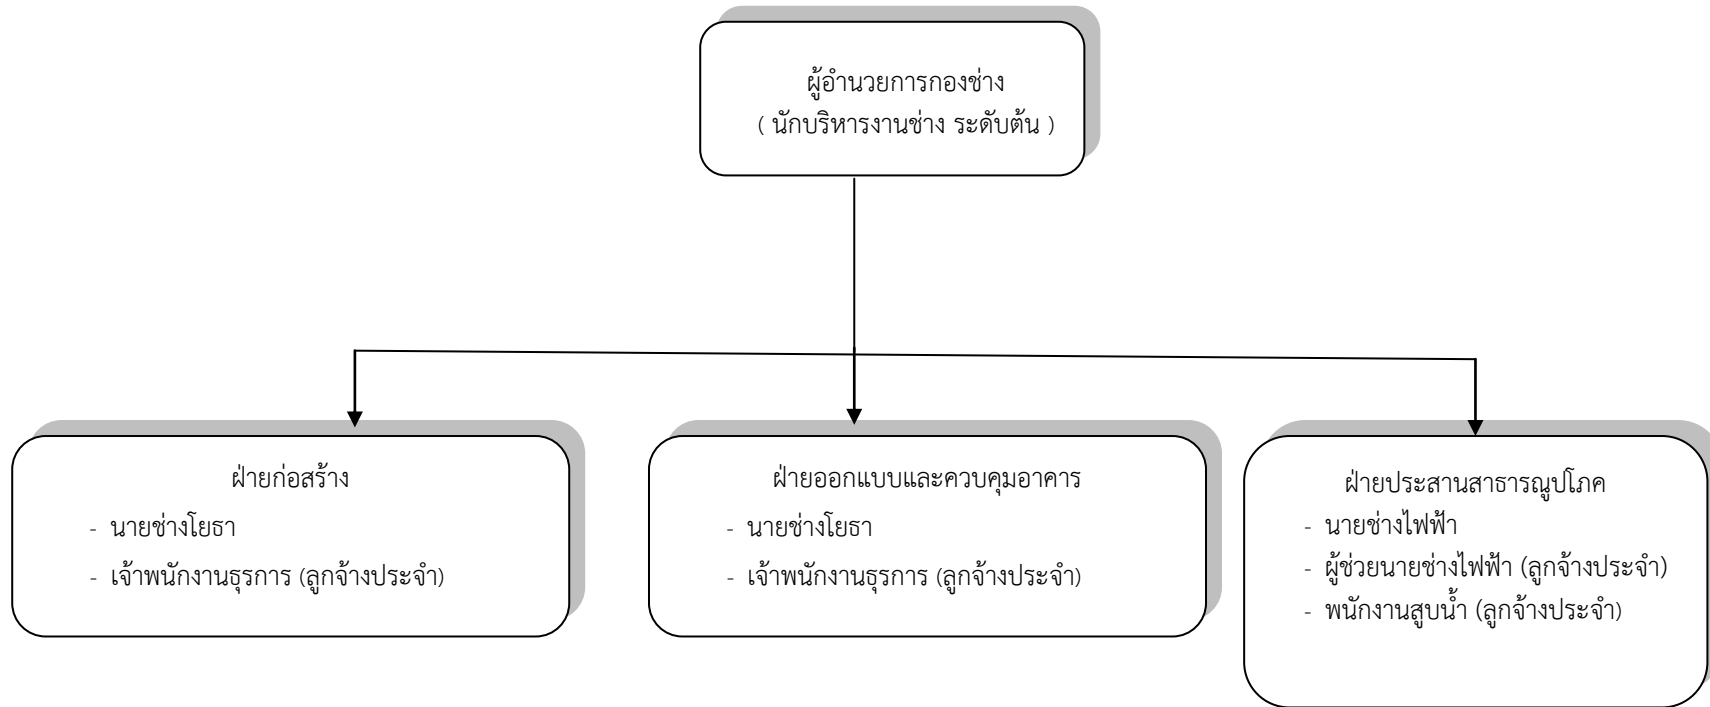 ผู้อำนวยการกองช่าง
( นักบริหารงานช่าง ระดับต้น )
ฝ่ายก่อสร้าง
- นายช่างโยธา
- เจ้าพนักงานธุรการ (ลูกจ้างประจำ)
ฝ่ายออกแบบและควบคุมอาคาร
- นายช่างโยธา
- เจ้าพนักงานธุรการ (ลูกจ้างประจำ)
ฝ่ายประสานสาธารณูปโภค
- นายช่างไฟฟ้า
- ผู้ช่วยนายช่างไฟฟ้า (ลูกจ้างประจำ)
- พนักงานสูบน้ำ (ลูกจ้างประจำ)